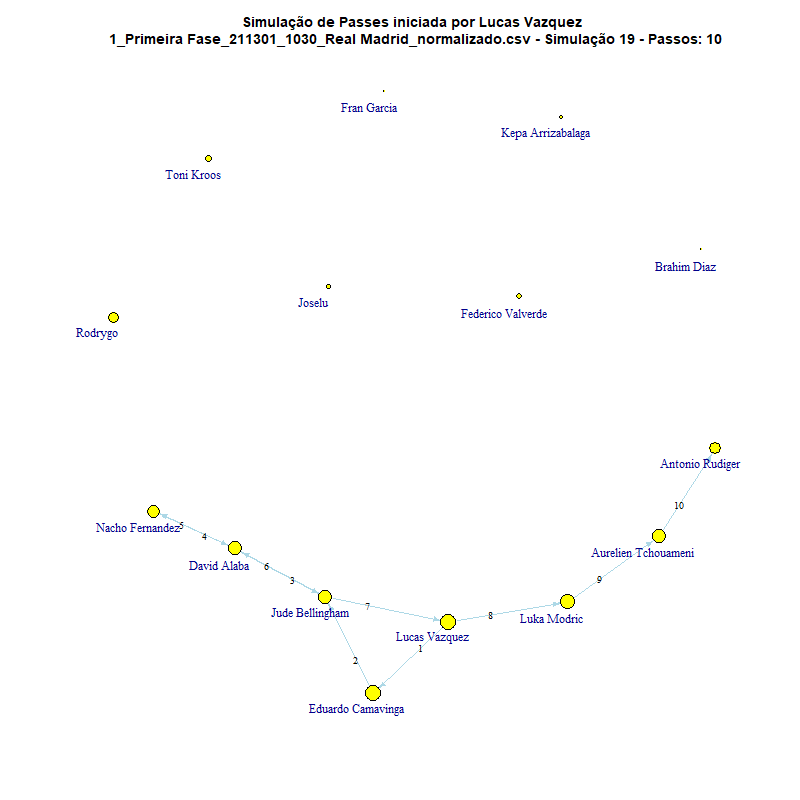 Simulação de Passes iniciada por Lucas Vazquez
1_Primeira Fase_211301_1030_Real Madrid_normalizado.csv - Simulação 19 - Passos: 10
Fran Garcia
Kepa Arrizabalaga
Toni Kroos
Brahim Diaz
Joselu
Federico Valverde
Rodrygo
Antonio Rudiger
10
Nacho Fernandez
5
4
Aurelien Tchouameni
David Alaba
6
3
9
Jude Bellingham
7
8
Luka Modric
Lucas Vazquez
1
2
Eduardo Camavinga